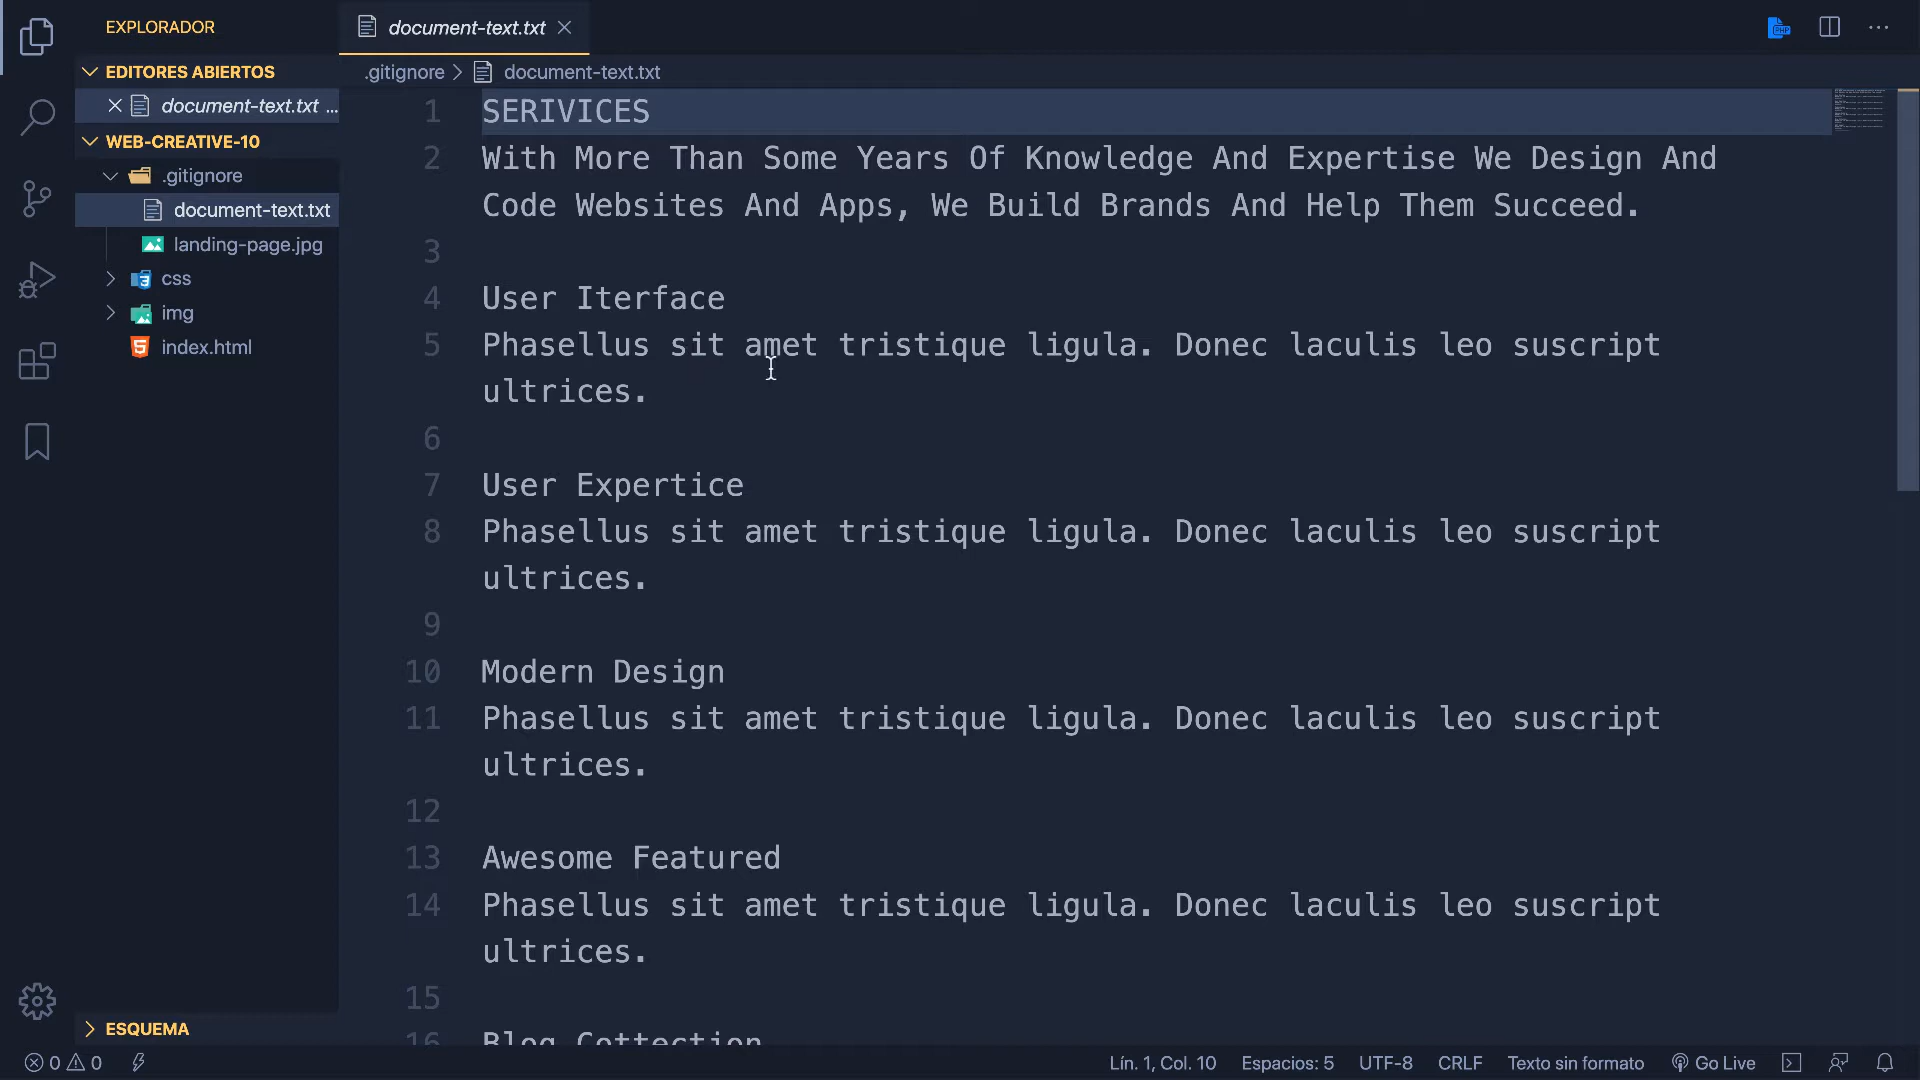 EXPLORADOR
document-text.txt
EDITORES ABIERTOS
document-text.txt ...
WEB-CREATIVE-10
.gitignore
document-text.txt
landing-page.jpg
css
img
index.html
ESQUEMA
PHP
.gitignore > document-text.txt
1 SERIVICES
2 With More Than Some Years Of Knowledge And Expertise We Design And
Code Websites And Apps, We Build Brands And Help Them Succeed.
3
4 User Iterface
5 Phasellus sit amet tristique ligula. Donec laculis leo suscript
ultrices.
6
7 User Expertice
8 Phasellus sit amet tristique ligula. Donec laculis leo suscript
ultrices.
9
10 Modern Design
11 Phasellus sit amet tristique ligula. Donec laculis leo suscript
ultrices.
12
13 Awesome Featured
14 Phasellus sit amet tristique ligula. Donec laculis leo suscript
ultrices.
15
16 Blog
0 0
Lín. 1, Col. 10 Espacios: 5 UTF-8 CRLF Texto sin formato Go Live